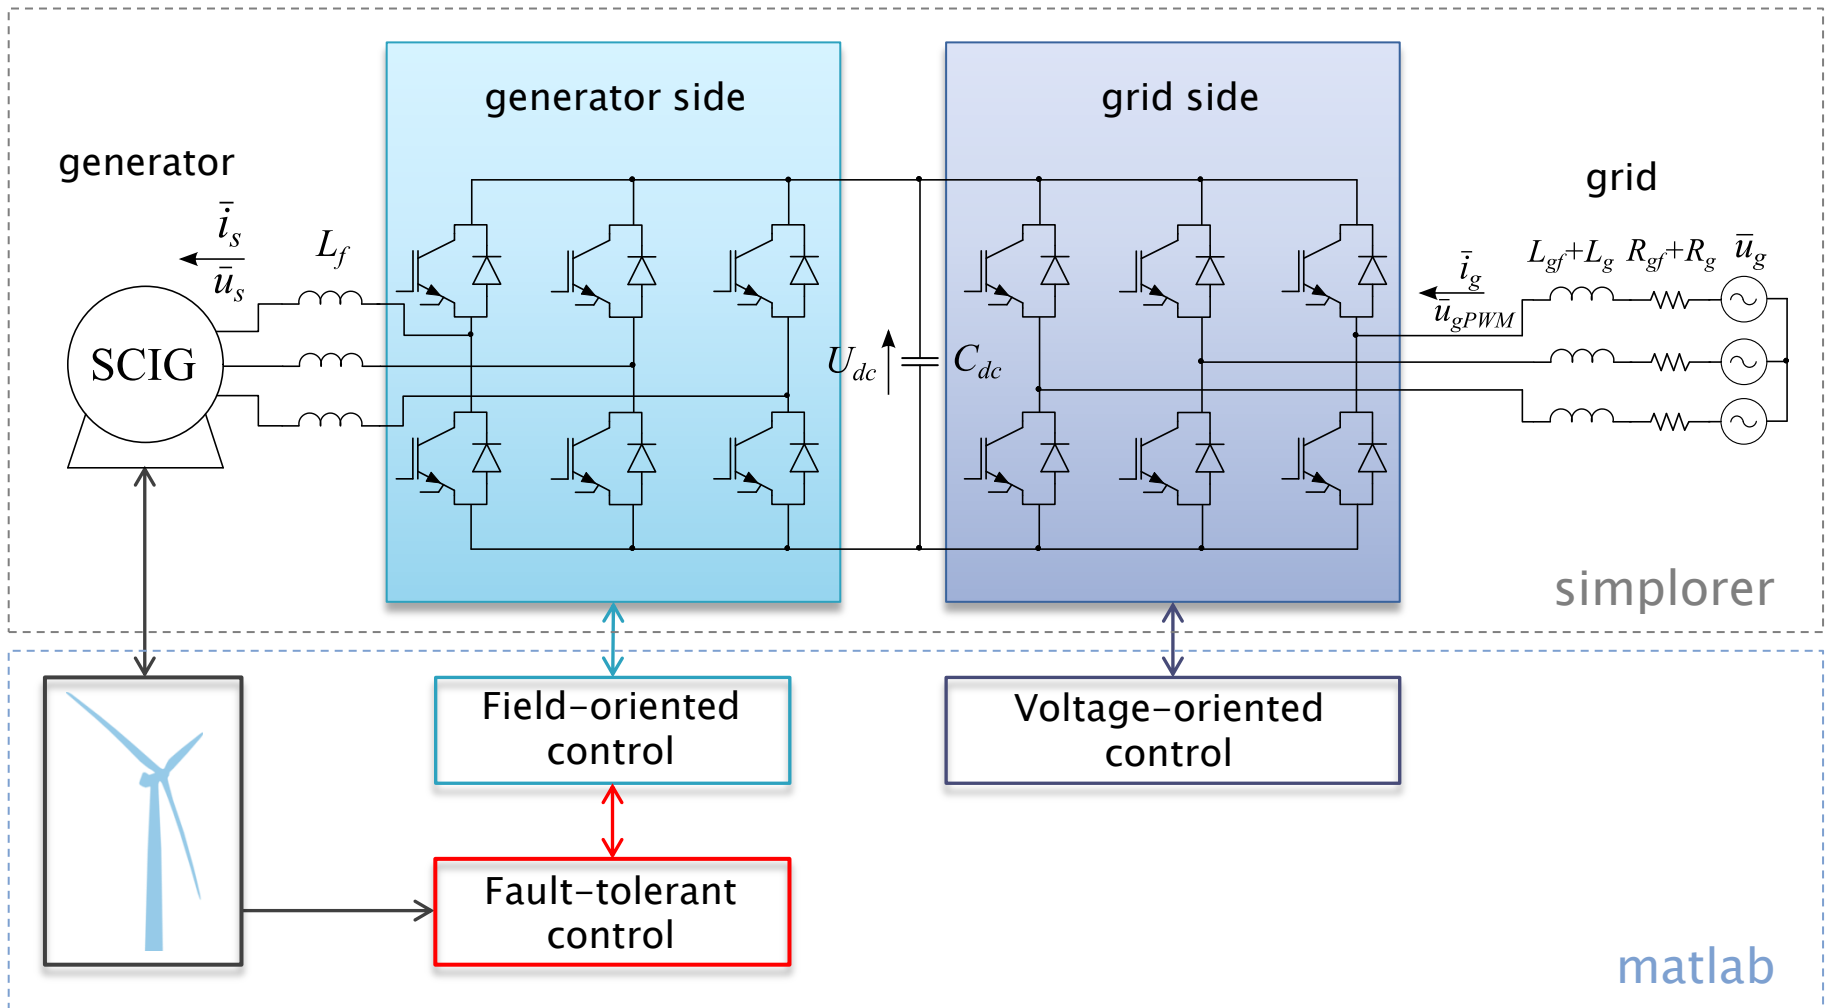 generator side
grid side
generator
grid
i̅s
u̅s
Lf
SCIG
Udc
Cdc
i̅g
u̅gPWM
Lgf+Lg
Rgf+Rg
u̅g
simplorer
Field-oriented
control
Voltage-oriented
control
Fault-tolerant
control
matlab